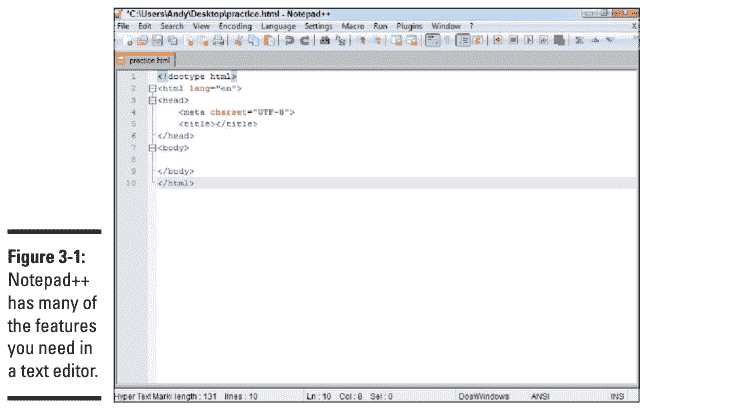 *C:\Users\Andy\Desktop\practice.html - Notepad++
File Edit Search View Encoding Language Settings Macro Run Plugins Window ? X
practice.html
1 <!doctype html>
2 <html lang="en">
3 <head>
4 <meta charset="UTF-8">
5 <title></title>
6 </head>
7 <body>
8
9 </body>
10 </html>
Hyper Text Marki length : 131 lines : 10 Ln : 10 Col : 8 Sel : 0 Dos\Windows ANSI INS
Figure 3-1:
Notepad++
has many of
the features
you need in
a text editor.